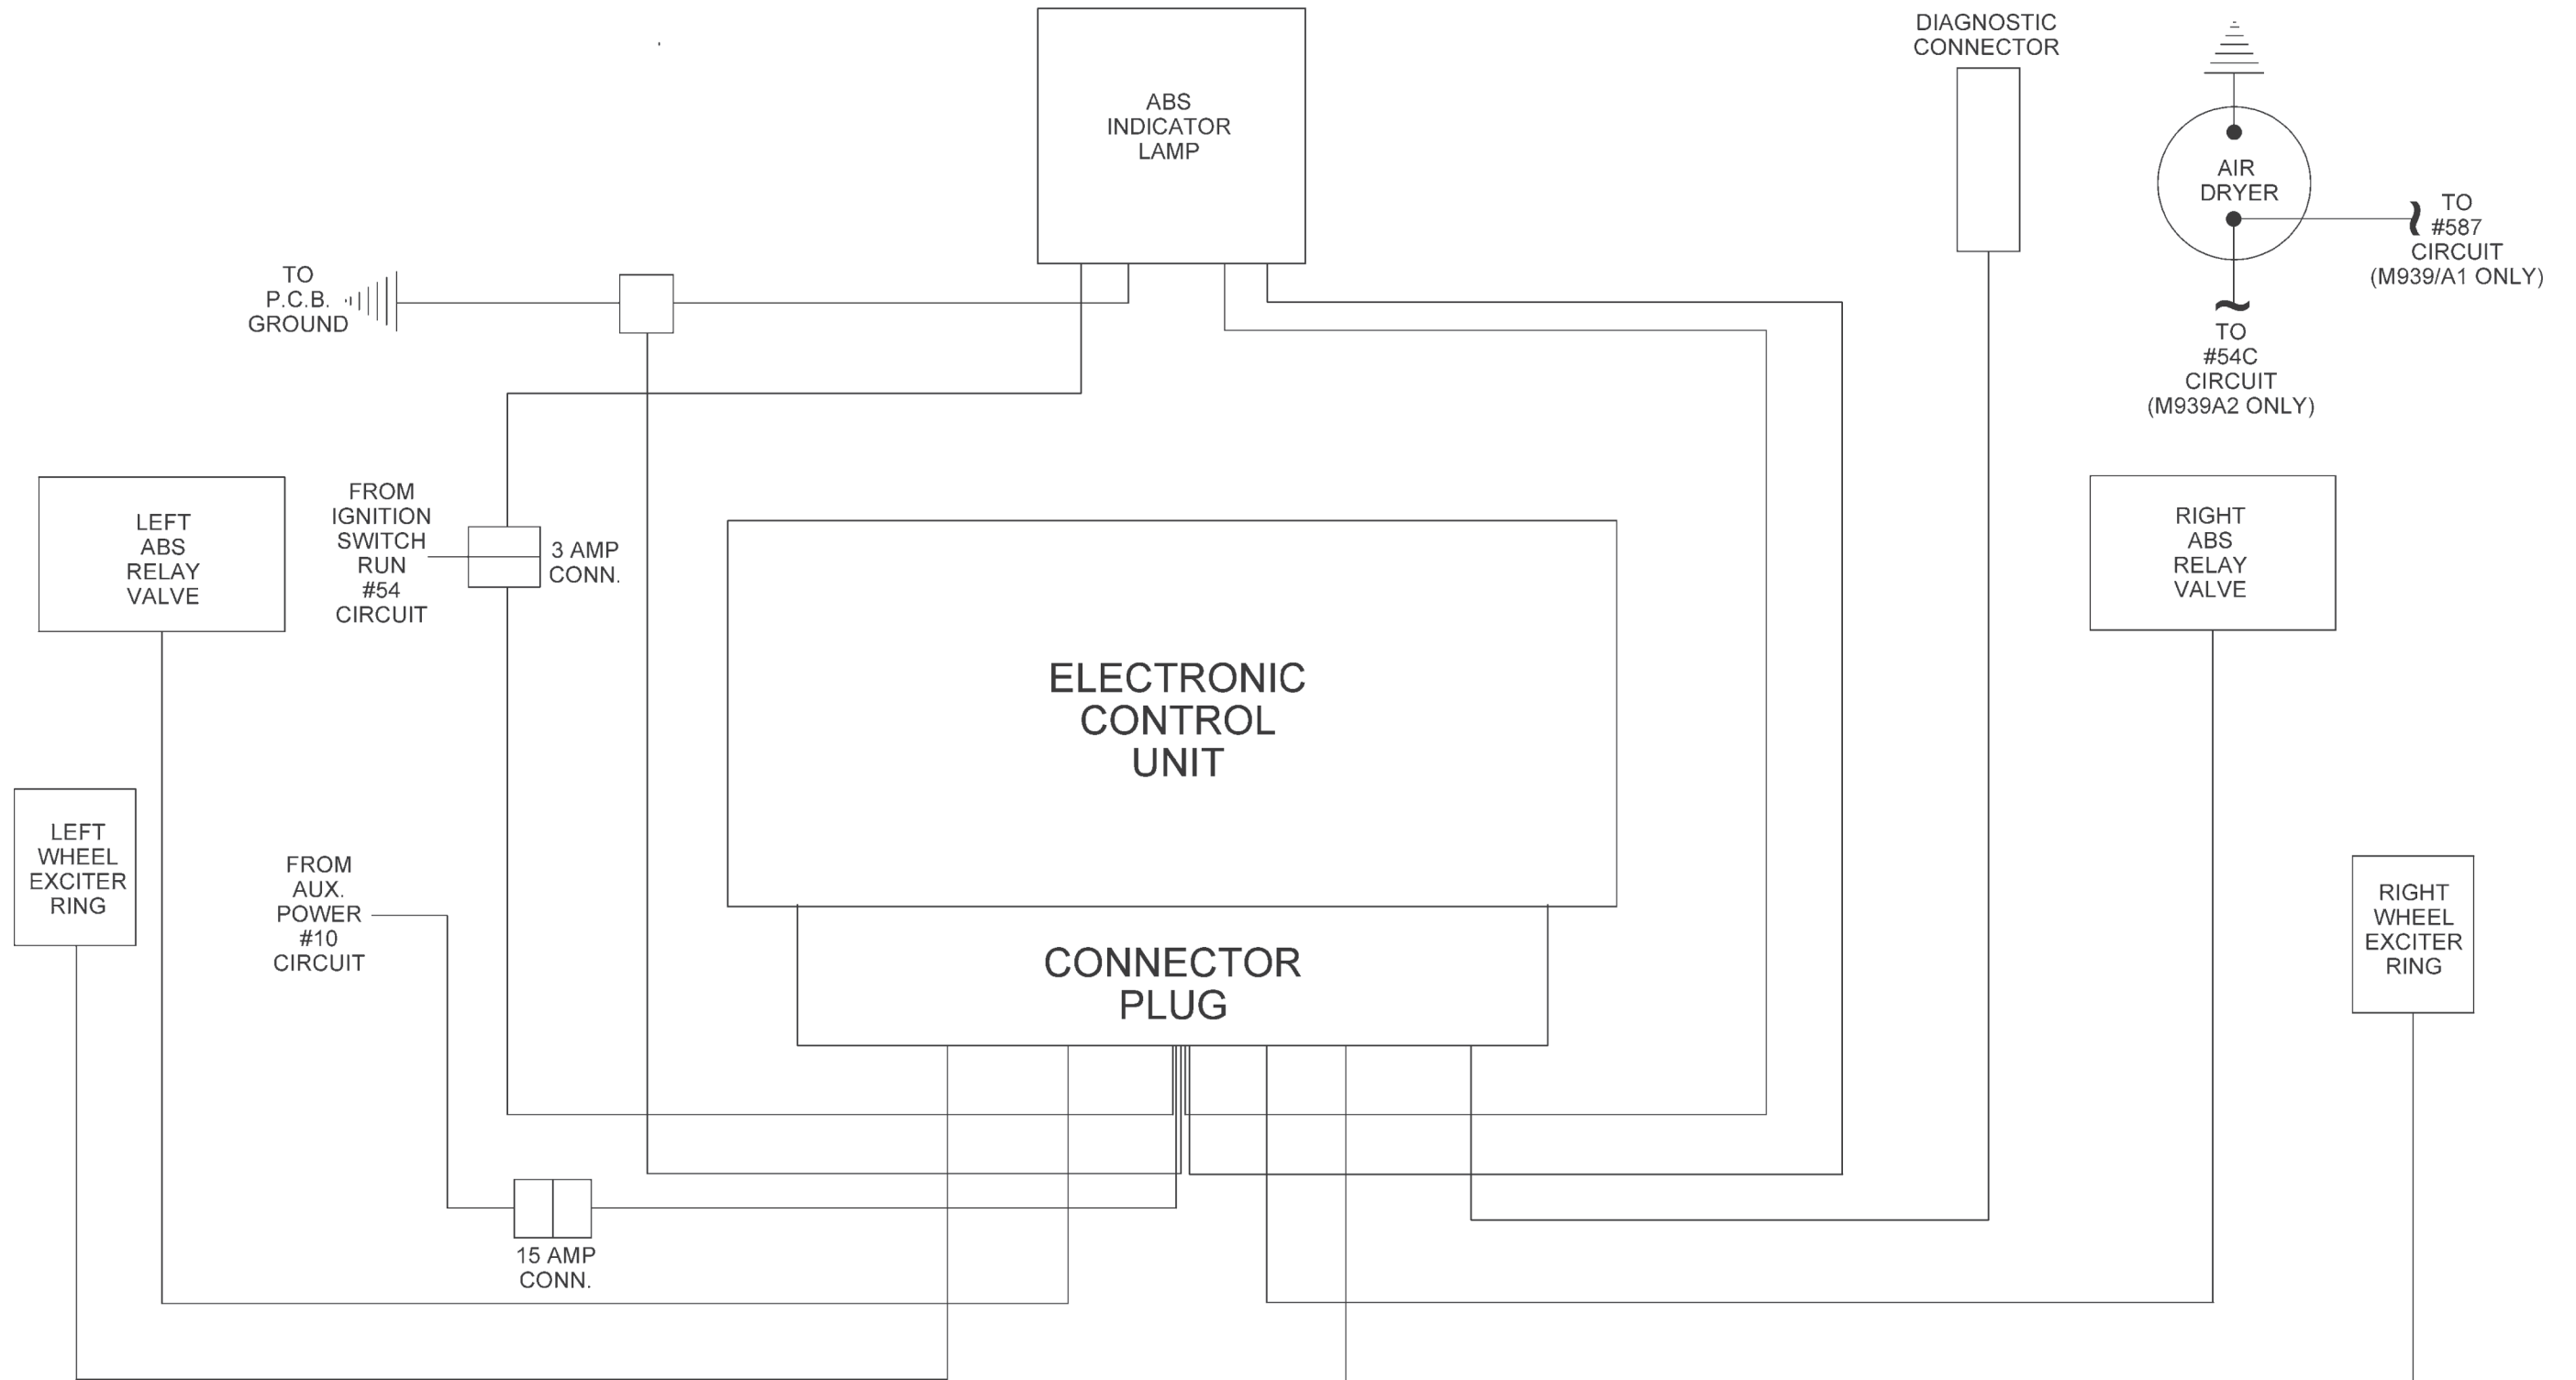 ABS
INDICATOR
LAMP
DIAGNOSTIC
CONNECTOR
AIR
DRYER
TO
#587
CIRCUIT
(M939/A1 ONLY)
TO
#54C
CIRCUIT
(M939A2 ONLY)
TO
P.C.B.
GROUND
LEFT
ABS
RELAY
VALVE
FROM
IGNITION
SWITCH
RUN
#54
CIRCUIT
3 AMP
CONN.
ELECTRONIC
CONTROL
UNIT
RIGHT
ABS
RELAY
VALVE
LEFT
WHEEL
EXCITER
RING
FROM
AUX.
POWER
#10
CIRCUIT
CONNECTOR
PLUG
RIGHT
WHEEL
EXCITER
RING
15 AMP
CONN.